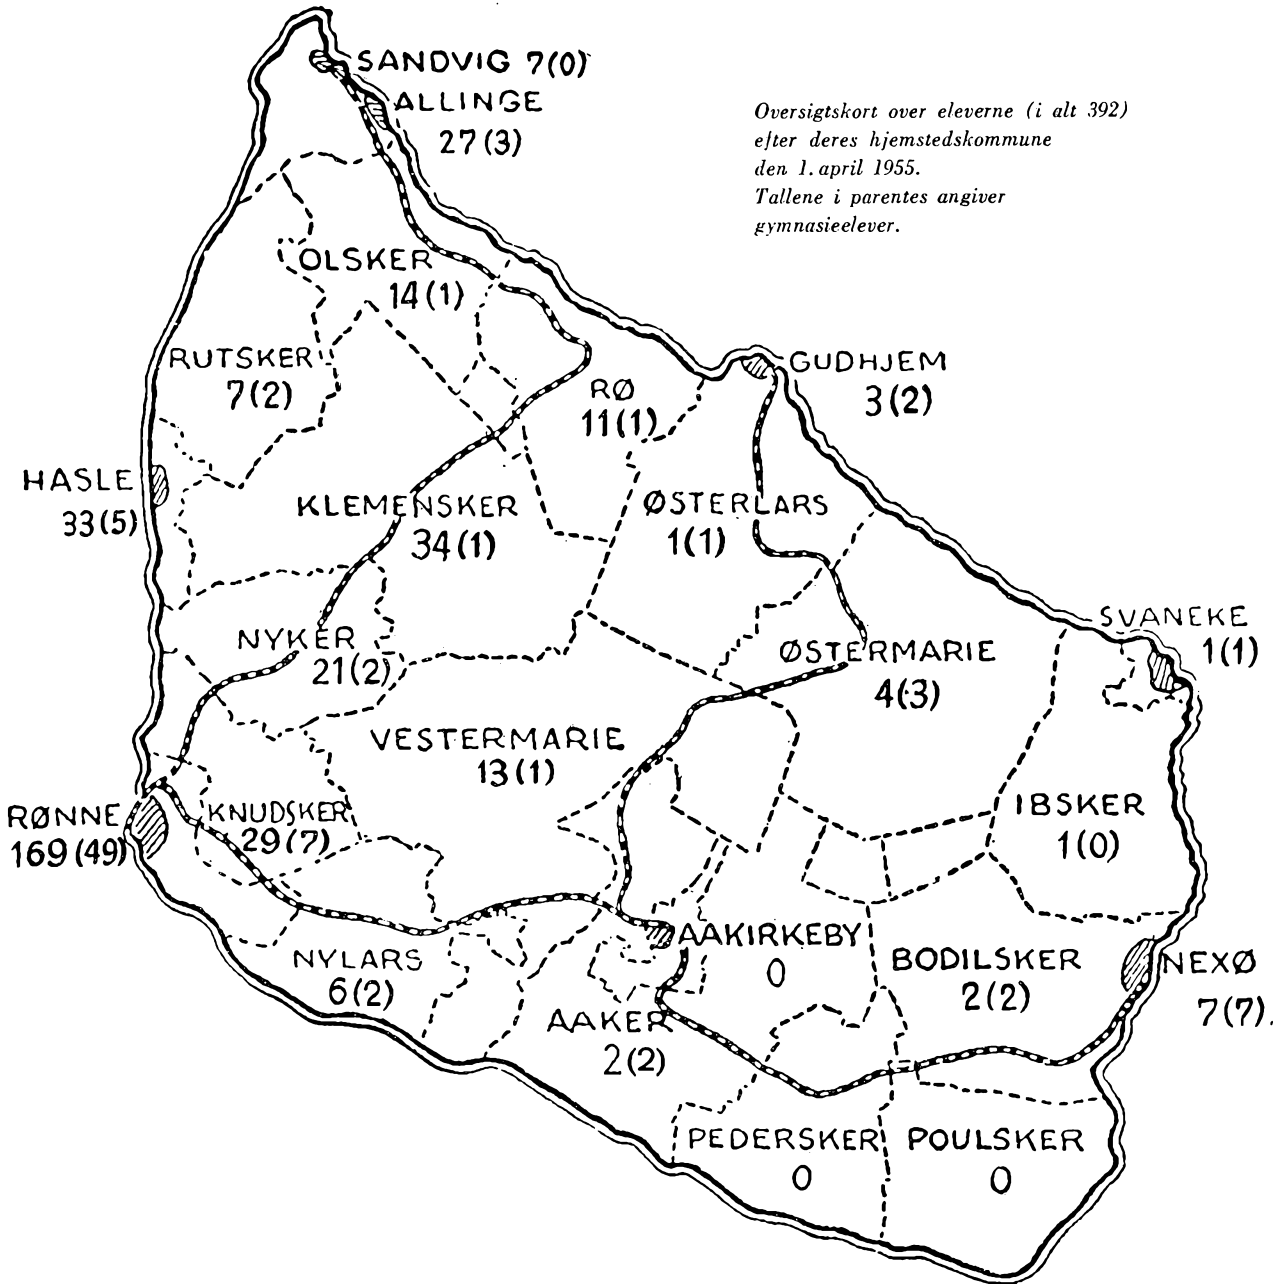 SANDVIG 7(0)
ALLINGE
27(3)
Oversigtskort over eleverne (i alt 392)
efter deres hjemstedskommune
den 1. april 1955.
Tallene i parentes angiver
gymnasieelever.
OLSKER
14(1)
RUTSKER
7(2)
GUDHJEM
3(2)
RØ
11(1)
HASLE
33(5)
KLEMENSKER
34(1)
ØSTERLARS
1(1)
SVANEKE
1(1)
NYKER
21(2)
ØSTERMARIE
4(3)
VESTERMARIE
13(1)
RØNNE
169(49)
KNUDSKER
29(7)
IBSKER
1(0)
AAKIRKEBY
0
BODILSKER
2(2)
NEXØ
7(7).
NYLARS
6(2)
AAKER
2(2)
PEDERSKER
0
POULSKER
0